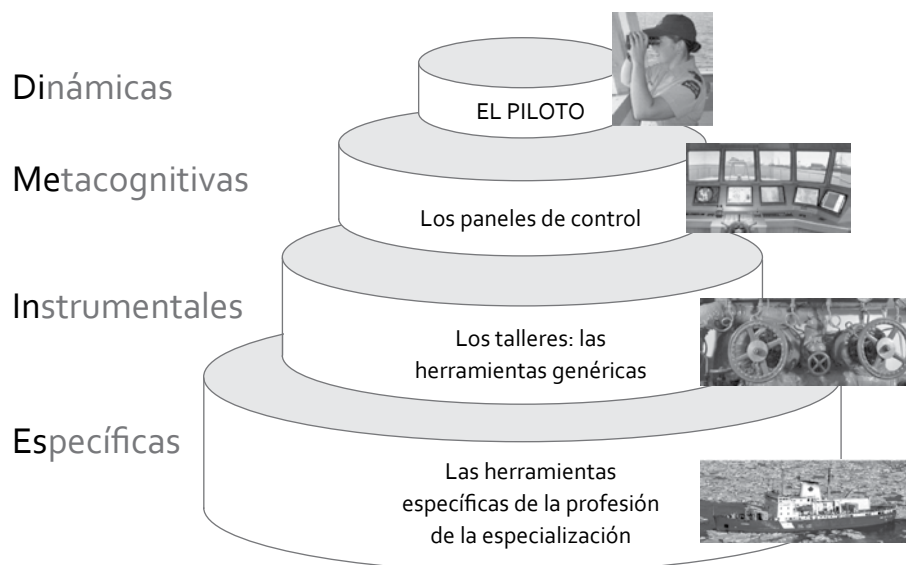 Dinámicas
EL PILOTO
Metacognitivas
Los paneles de control
Instrumentales
Los talleres: las
herramientas genéricas
Específicas
Las herramientas
específicas de la profesión
de la especialización